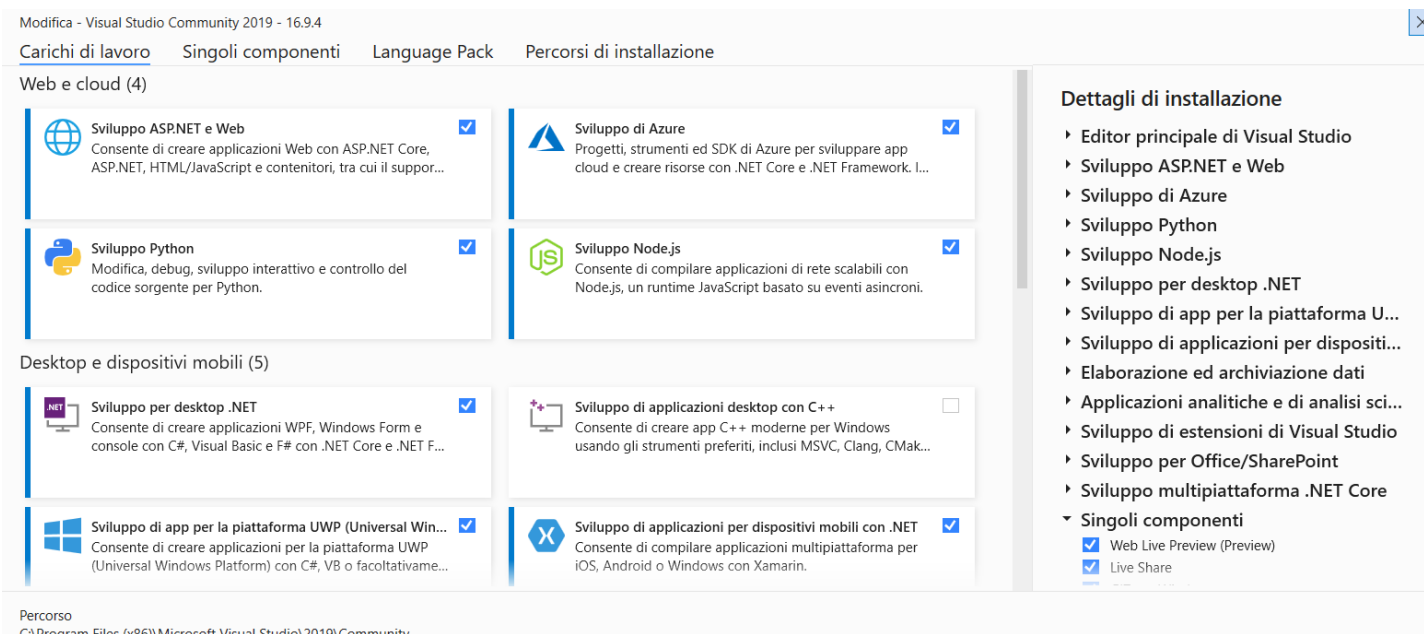 Modifica - Visual Studio Community 2019 - 16.9.4
Carichi di lavoro
Singoli componenti
Language Pack
Percorsi di installazione
Web e cloud (4)
Sviluppo ASP.NET e Web
Consente di creare applicazioni Web con ASP.NET Core,
ASP.NET, HTML/JavaScript e contenitori, tra cui il suppor...
Sviluppo di Azure
Progetti, strumenti ed SDK di Azure per sviluppare app
cloud e creare risorse con .NET Core e .NET Framework. I...
Sviluppo Python
Modifica, debug, sviluppo interattivo e controllo del
codice sorgente per Python.
JS
Sviluppo Node.js
Consente di compilare applicazioni di rete scalabili con
Node.js, un runtime JavaScript basato su eventi asincroni.
Desktop e dispositivi mobili (5)
.NET
Sviluppo per desktop .NET
Consente di creare applicazioni WPF, Windows Form e
console con C#, Visual Basic e F# con .NET Core e .NET F...
Sviluppo di applicazioni desktop con C++
Consente di creare app C++ moderne per Windows
usando gli strumenti preferiti, inclusi MSVC, Clang, CMak...
Sviluppo di app per la piattaforma UWP (Universal Win...
Consente di creare applicazioni per la piattaforma UWP
(Universal Windows Platform) con C#, VB o facoltativame...
Sviluppo di applicazioni per dispositivi mobili con .NET
Consente di compilare applicazioni multipiattaforma per
iOS, Android o Windows con Xamarin.
Dettagli di installazione
Editor principale di Visual Studio
Sviluppo ASP.NET e Web
Sviluppo di Azure
Sviluppo Python
Sviluppo Node.js
Sviluppo per desktop .NET
Sviluppo di app per la piattaforma U...
Sviluppo di applicazioni per dispositi...
Elaborazione ed archiviazione dati
Applicazioni analitiche e di analisi sci...
Sviluppo di estensioni di Visual Studio
Sviluppo per Office/SharePoint
Sviluppo multipiattaforma .NET Core
Singoli componenti
Web Live Preview (Preview)
Live Share
Percorso
C:\Program Files (x86)\Microsoft Visual Studio\2019\Community